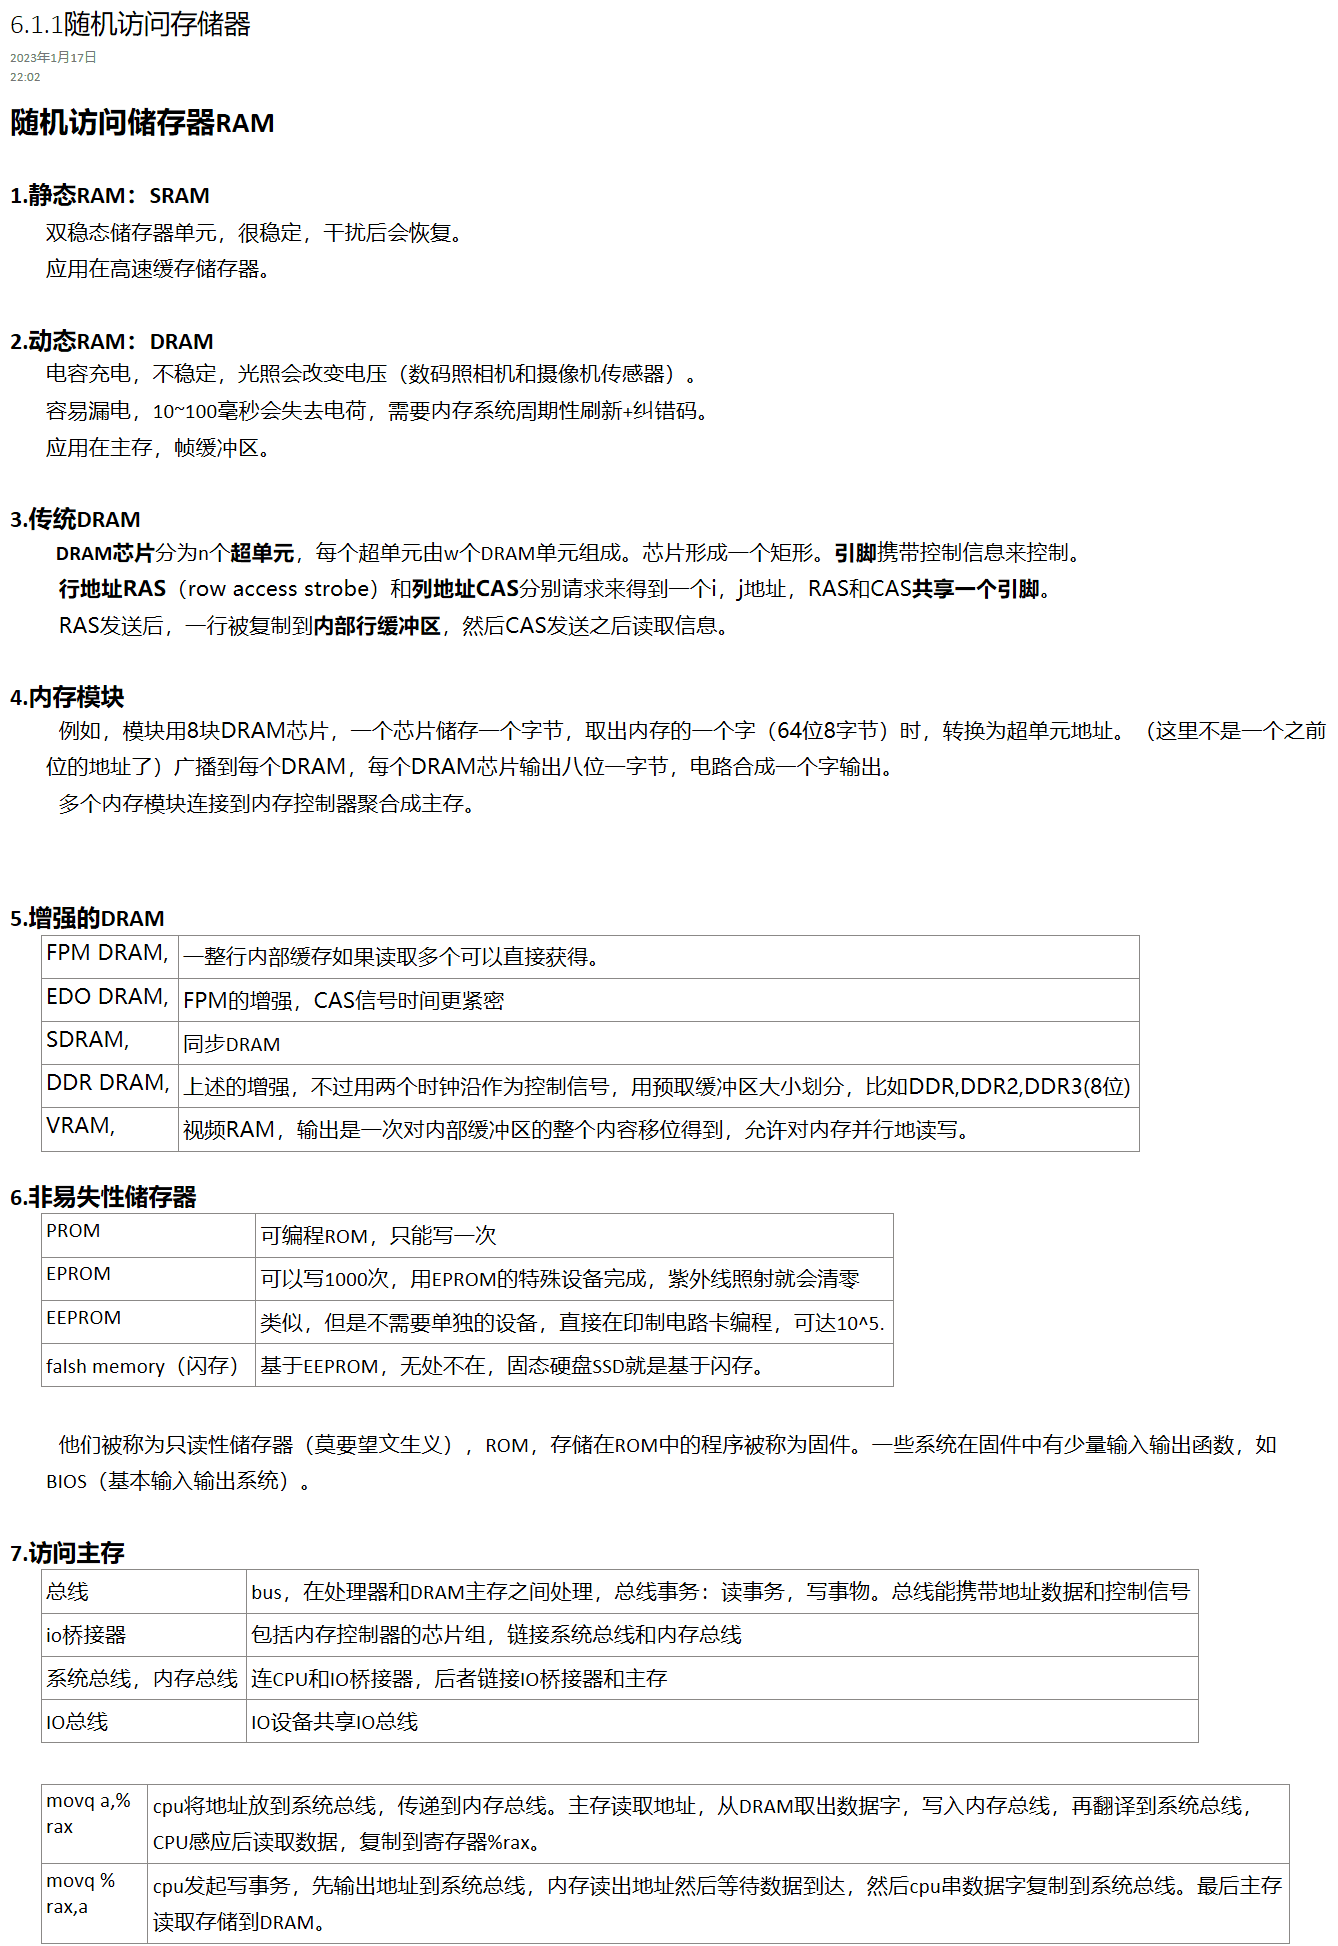 6.1.1随机访问存储器
2023年1月17日
22:02
随机访问储存器RAM
1.静态RAM：SRAM
双稳态储存器单元，很稳定，干扰后会恢复。
应用在高速缓存储存器。
2.动态RAM：DRAM
电容充电，不稳定，光照会改变电压（数码照相机和摄像机传感器）。
容易漏电，10~100毫秒会失去电荷，需要内存系统周期性刷新+纠错码。
应用在主存，帧缓冲区。
3.传统DRAM
DRAM芯片分为n个超单元，每个超单元由w个DRAM单元组成。芯片形成一个矩形。引脚携带控制信息来控制。
行地址RAS（row access strobe）和列地址CAS分别请求来得到一个i，j地址，RAS和CAS共享一个引脚。
RAS发送后，一行被复制到内部行缓冲区，然后CAS发送之后读取信息。
4.内存模块
例如，模块用8块DRAM芯片，一个芯片储存一个字节，取出内存的一个字（64位8字节）时，转换为超单元地址。（这里不是一个之前
位的地址了）广播到每个DRAM，每个DRAM芯片输出八位一字节，电路合成一个字输出。
多个内存模块连接到内存控制器聚合成主存。
5.增强的DRAM
FPM DRAM, 一整行内部缓存如果读取多个可以直接获得。
EDO DRAM, FPM的增强，CAS信号时间更紧密
SDRAM, 同步DRAM
DDR DRAM, 上述的增强，不过用两个时钟沿作为控制信号，用预取缓冲区大小划分，比如DDR,DDR2,DDR3(8位)
VRAM, 视频RAM，输出是一次对内部缓冲区的整个内容移位得到，允许对内存并行地读写。
6.非易失性储存器
PROM 可编程ROM，只能写一次
EPROM 可以写1000次，用EPROM的特殊设备完成，紫外线照射就会清零
EEPROM 类似，但是不需要单独的设备，直接在印制电路卡编程，可达10^5.
falsh memory（闪存） 基于EEPROM，无处不在，固态硬盘SSD就是基于闪存。
他们被称为只读性储存器（莫要望文生义），ROM，存储在ROM中的程序被称为固件。一些系统在固件中有少量输入输出函数，如
BIOS（基本输入输出系统）。
7.访问主存
总线 bus，在处理器和DRAM主存之间处理，总线事务：读事务，写事物。总线能携带地址数据和控制信号
io桥接器 包括内存控制器的芯片组，链接系统总线和内存总线
系统总线，内存总线 连CPU和IO桥接器，后者链接IO桥接器和主存
IO总线 IO设备共享IO总线
movq a,%
rax
cpu将地址放到系统总线，传递到内存总线。主存读取地址，从DRAM取出数据字，写入内存总线，再翻译到系统总线，
CPU感应后读取数据，复制到寄存器%rax。
movq %
rax,a
cpu发起写事务，先输出地址到系统总线，内存读出地址然后等待数据到达，然后cpu串数据字复制到系统总线。最后主存
读取存储到DRAM。